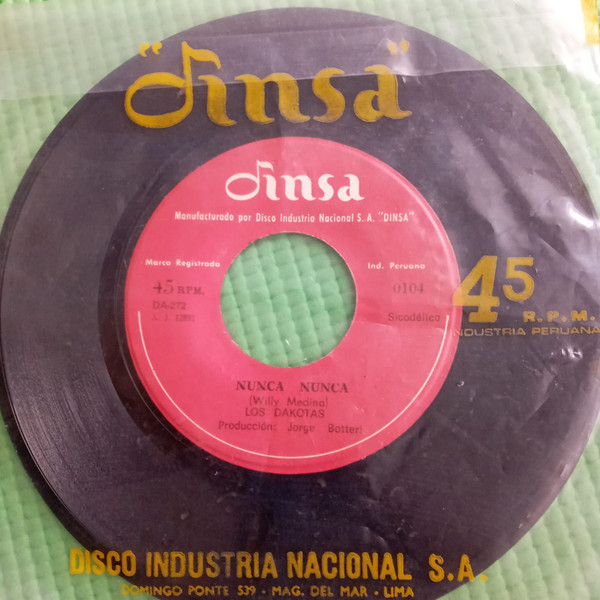 "Dinsa"
Dinsa
Manufacturado por Disco Industria Nacional S. A. "DINSA"
Marca Registrada
Ind. Peruana
45 RPM.
0104
DA-272
Sicodélico
45
R.P.M.
INDUSTRIA PERUANA
NUNCA NUNCA
(Willy Medina)
LOS DAKOTAS
Producción: Jorge Botteri
DISCO INDUSTRIA NACIONAL S.A.
DOMINGO PONTE 539 - MAG. DEL MAR - LIMA